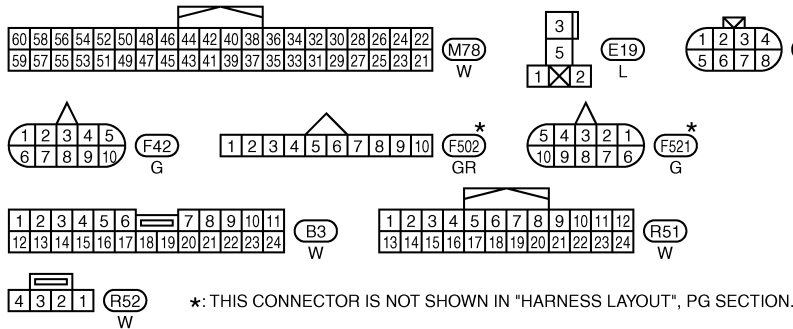 60 58 56 54 52 50 48 46 44 42 40 38 36 34 32 30 28 26 24 22
59 57 55 53 51 49 47 45 43 41 39 37 35 31 29 27 25 23 21
M78
W
3
5
1 2
E19
L
1 2 3 4
5 6 7 8
1 2 3 4 5
6 7 8 9 10
F42
G
1 2 3 4 5 6 7 8 9 10
*
F502
GR
5 4 3 2 1
10 9 8 7 6
*
F521
G
1 2 3 4 5 6 7 8 9 10 11
12 13 14 15 16 17 18 19 20 21 22 23 24
B3
W
1 2 3 4 5 6 7 8 9 10 11 12
13 14 15 16 17 18 19 20 21 22 23 24
R51
W
4 3 2 1
R52
W
*: THIS CONNECTOR IS NOT SHOWN IN "HARNESS LAYOUT", PG SECTION.